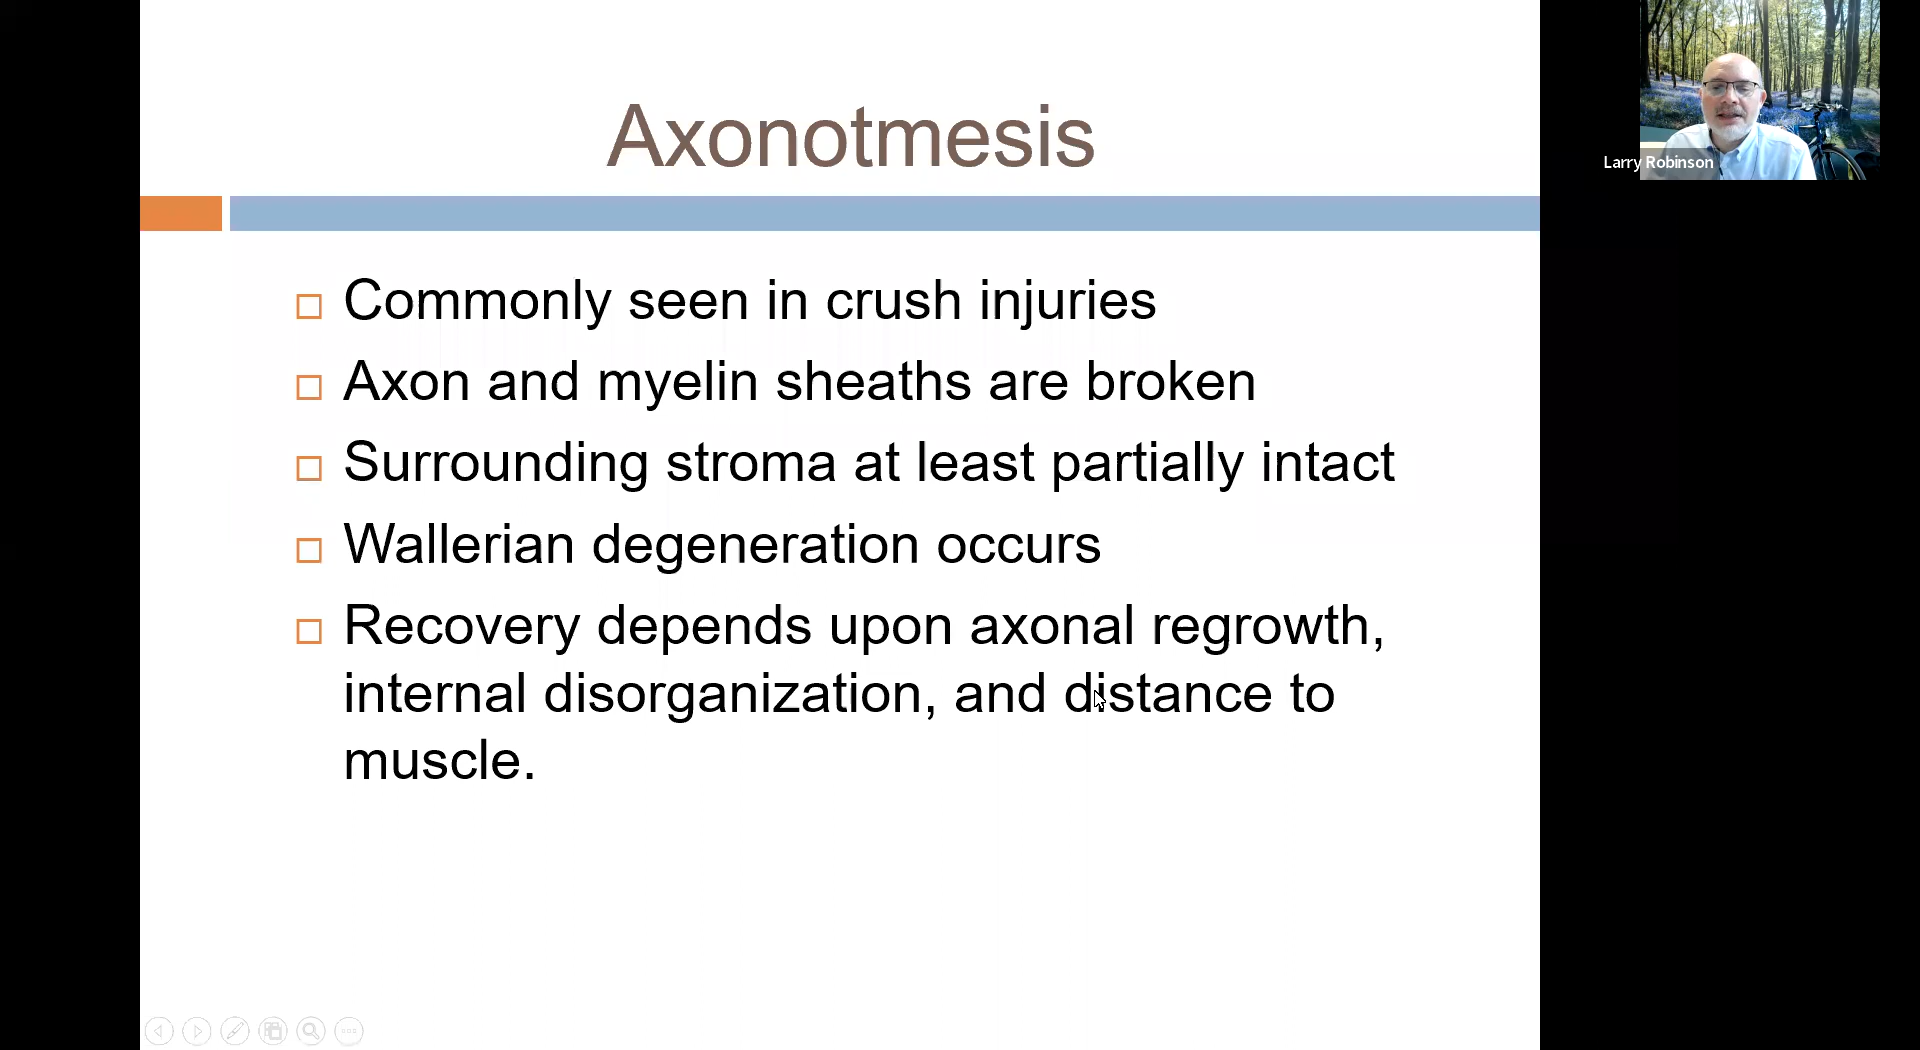 Axonotmesis
Commonly seen in crush injuries
Axon and myelin sheaths are broken
Surrounding stroma at least partially intact
Wallerian degeneration occurs
Recovery depends upon axonal regrowth,
internal disorganization, and distance to
muscle.
Larry Robinson